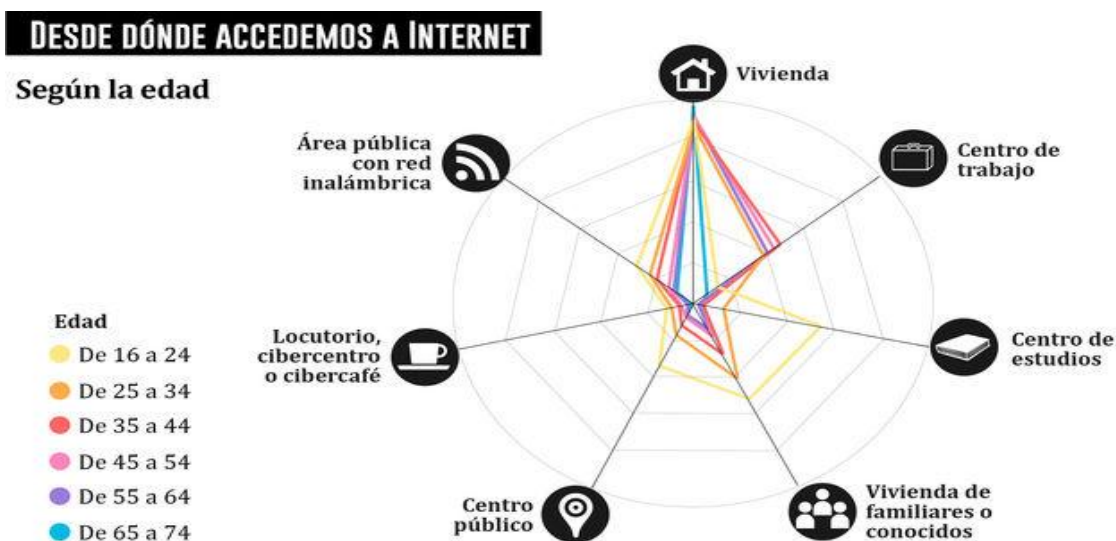 DESDE DÓNDE ACCEDEMOS A INTERNET
Según la edad
Vivienda
Centro de
trabajo
Centro de
estudios
Vivienda de
familiares o
conocidos
Centro
público
Locutorio,
cibercentro
o cibercafé
Área pública
con red
inalámbrica
Edad
De 16 a 24
De 25 a 34
De 35 a 44
De 45 a 54
De 55 a 64
De 65 a 74